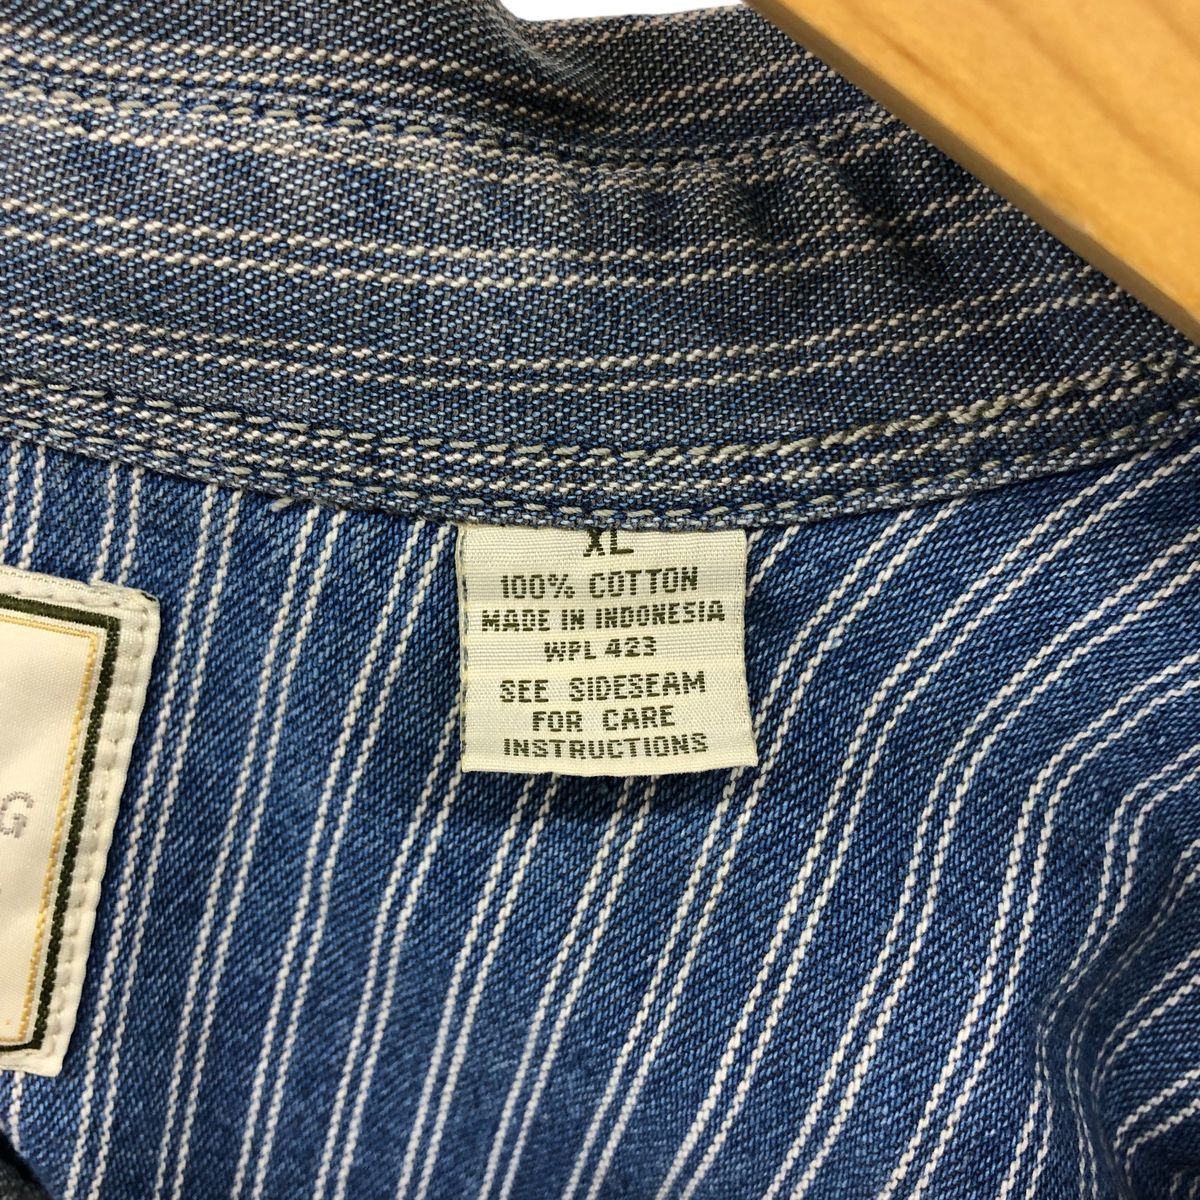 XL
100% COTTON
MADE IN INDONESIA
WPL 423
SEE SIDESEAM
FOR CARE
INSTRUCTIONS
G